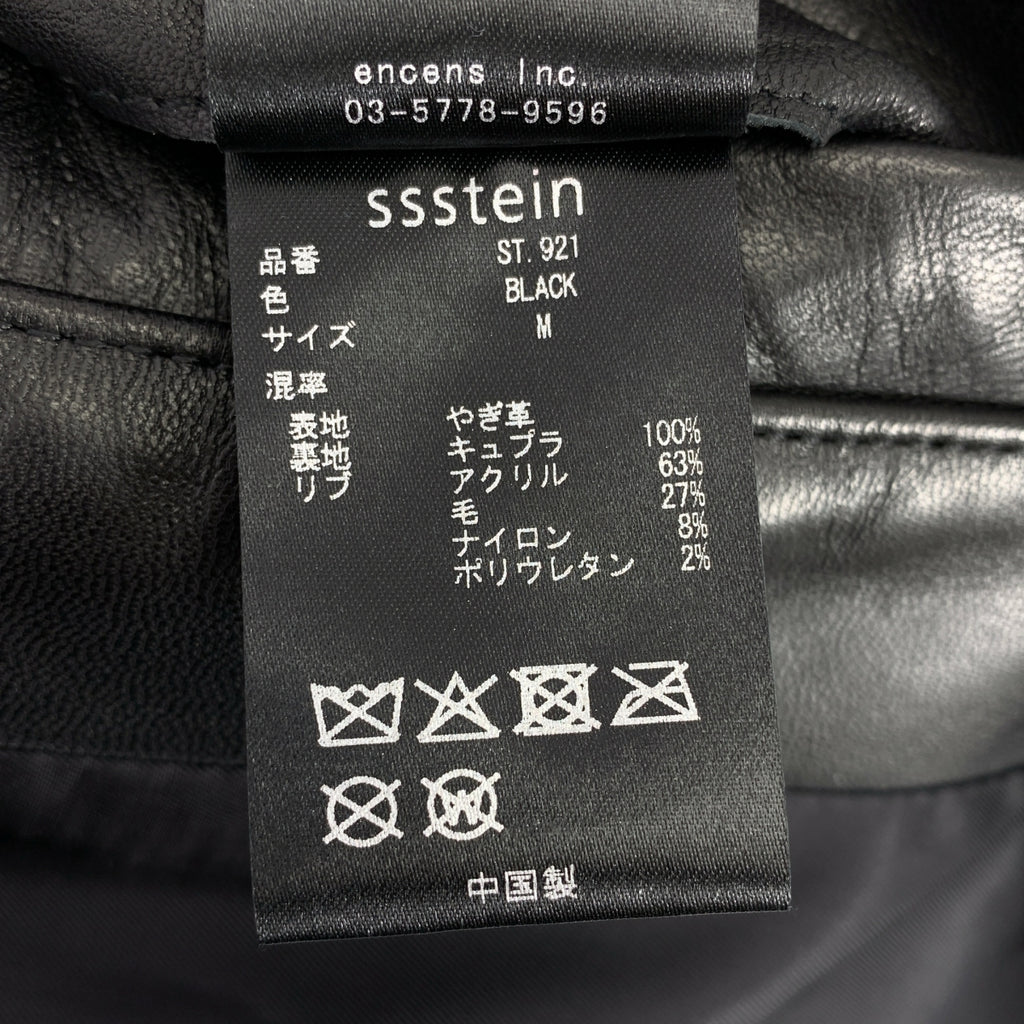 encens Inc.
03-5778-9596
ssstein
品番 ST.921
色 BLACK
サイズ M
混率
表地 やぎ革
裏地 キュプラ 100%
リブ アクリル 63%
毛 27%
ナイロン 8%
ポリウレタン 2%
W
中国製